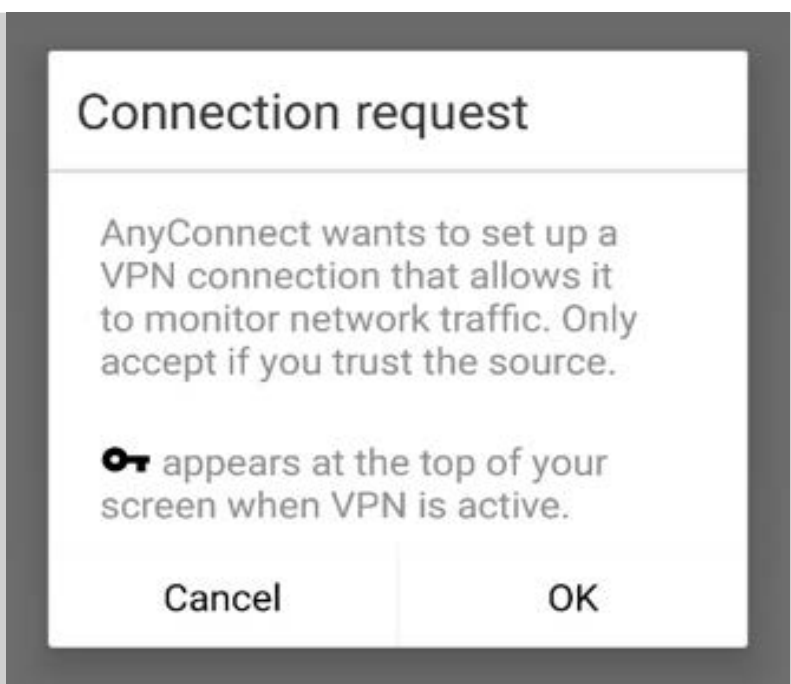 Connection request
AnyConnect wants to set up a
VPN connection that allows it
to monitor network traffic. Only
accept if you trust the source.
appears at the top of your
screen when VPN is active.
Cancel OK